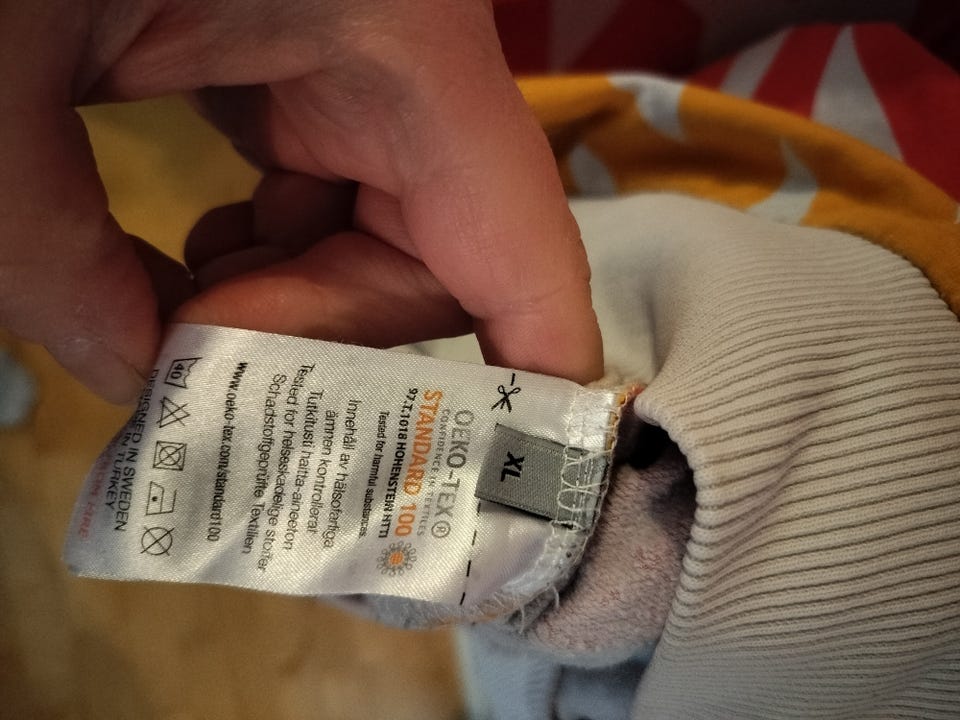 XL
OEKO-TEX®
CONFIDENCE IN TEXTILES
STANDARD 100
97.T.1018 HOHENSTEIN HTTI
Tested for harmful substances.
Innehåll av hälsofarliga
ämnen kontrollerat
Tutkitusti haitta-aineeton
Tested for helseskadelige stoffer
Schadstoffgeprüfte Textilien
www.oeko-tex.com/standard100
40
DESIGNED IN SWEDEN
IN TURKEY
FIRE